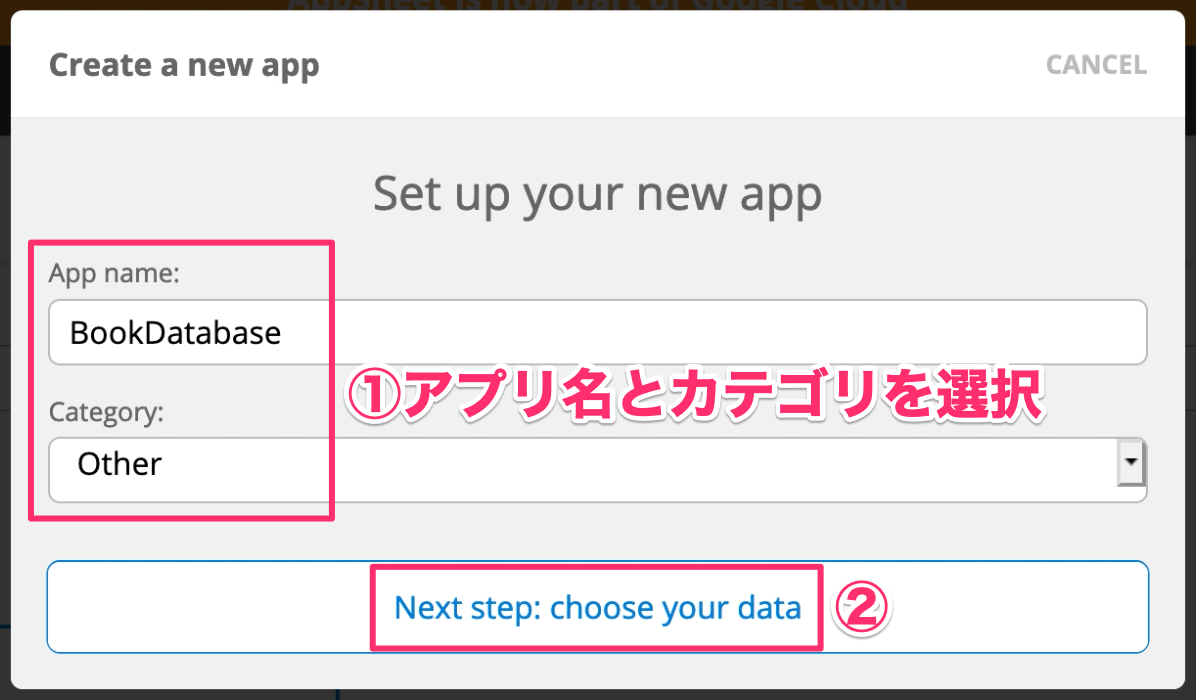 AppSheet is now part of Google Cloud
Create a new app
CANCEL
Set up your new app
App name:
BookDatabase
①アプリ名とカテゴリを選択
Category:
Other
Next step: choose your data
②